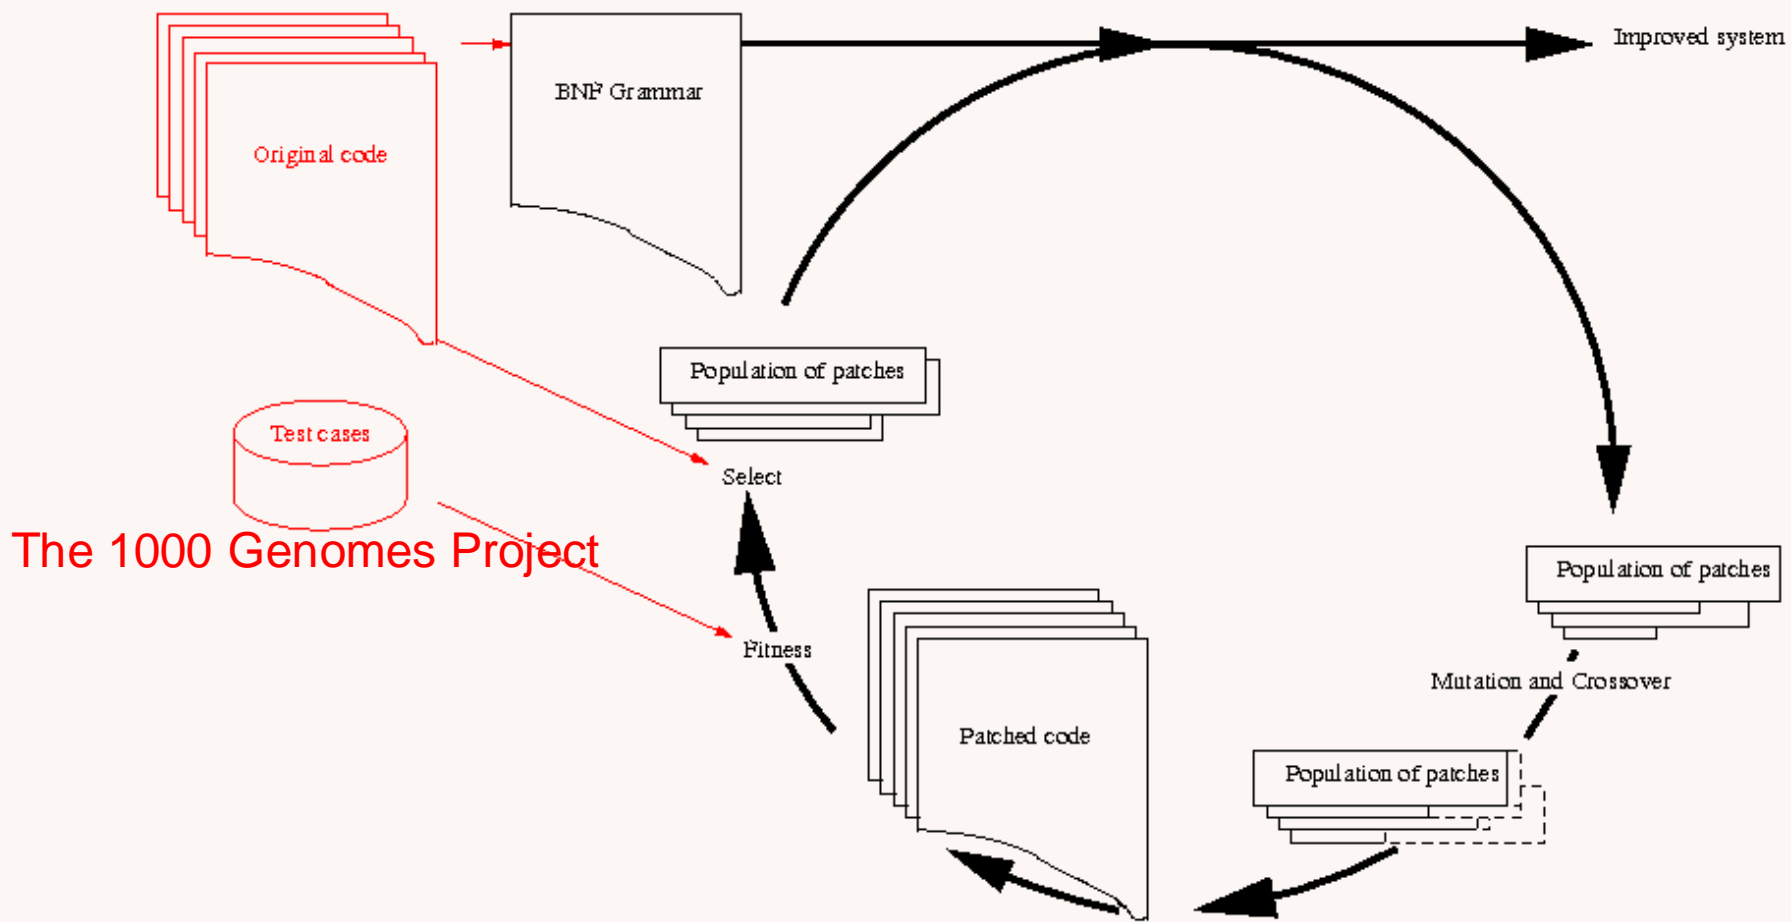 Improved system
BNF Grammar
Original code
Population of patches
Test cases
Select
The 1000 Genomes Project
Population of patches
Fitness
Mutation and Crossover
Patched code
Population of patches